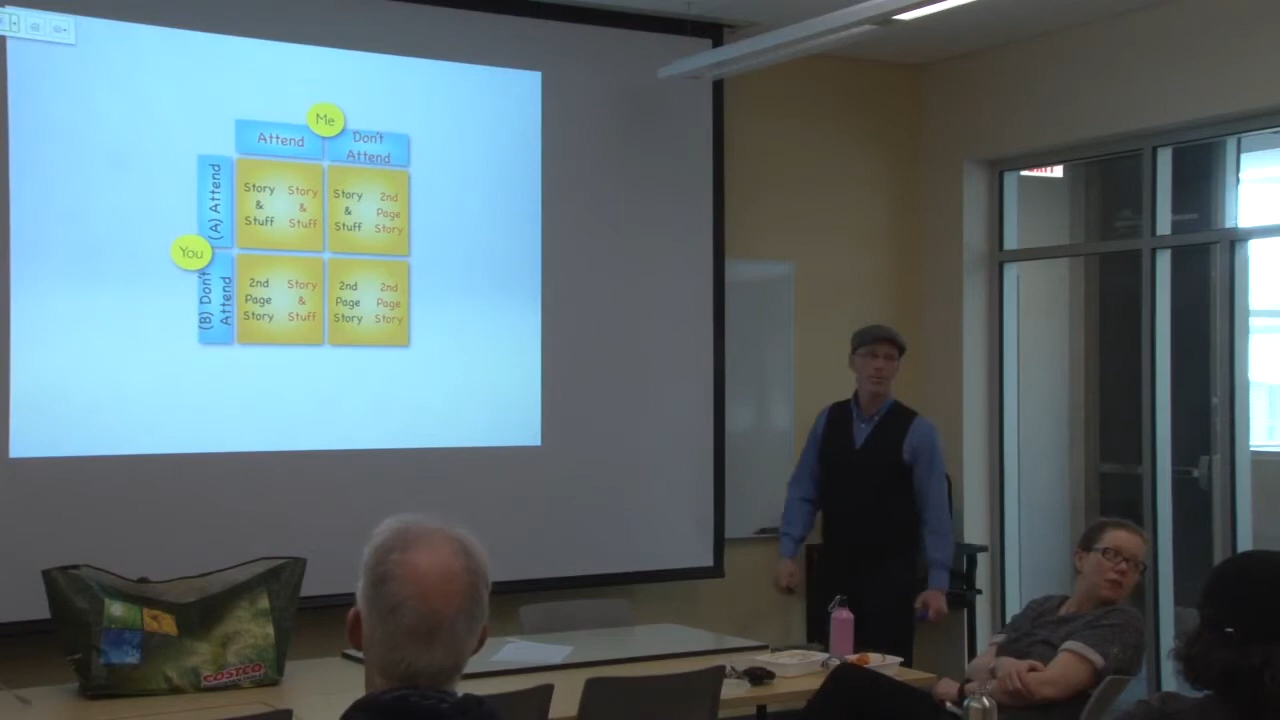 Me
Attend
Don't
Attend
(A) Attend
Story
&
Stuff
Story
&
Stuff
Story
&
Stuff
2nd
Page
Story
You
(B) Don't
Attend
2nd
Page
Story
Story
&
Stuff
2nd
Page
Story
2nd
Page
Story
COSTCO